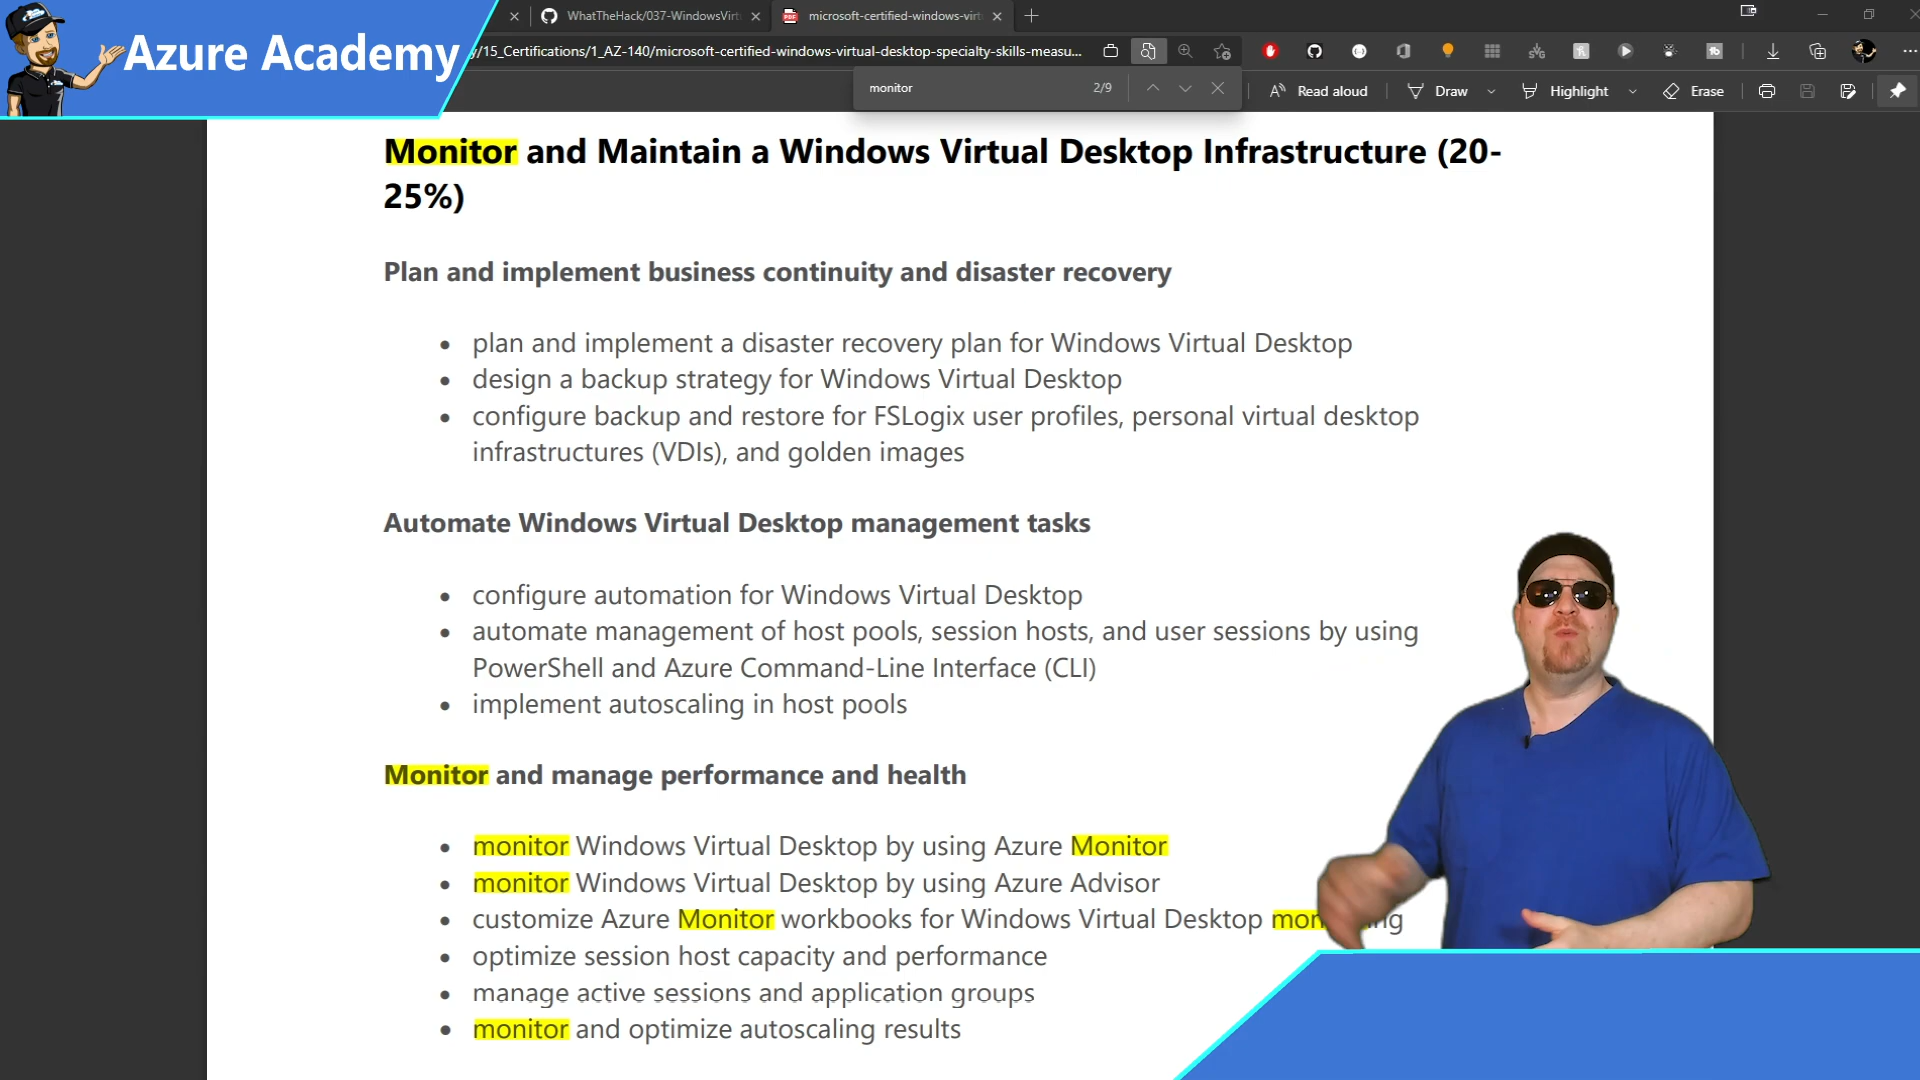 Azure Academy
WhatTheHack/037-WindowsVirt
microsoft-certified-windows-virt
/15_Certifications/1_AZ-140/microsoft-certified-windows-virtual-desktop-specialty-skills-measu...
monitor
2/9
Read aloud
Draw
Highlight
Erase
Monitor and Maintain a Windows Virtual Desktop Infrastructure (20-
25%)
Plan and implement business continuity and disaster recovery
• plan and implement a disaster recovery plan for Windows Virtual Desktop
• design a backup strategy for Windows Virtual Desktop
• configure backup and restore for FSLogix user profiles, personal virtual desktop
infrastructures (VDIs), and golden images
Automate Windows Virtual Desktop management tasks
• configure automation for Windows Virtual Desktop
• automate management of host pools, session hosts, and user sessions by using
PowerShell and Azure Command-Line Interface (CLI)
• implement autoscaling in host pools
Monitor and manage performance and health
• monitor Windows Virtual Desktop by using Azure Monitor
• monitor Windows Virtual Desktop by using Azure Advisor
• customize Azure Monitor workbooks for Windows Virtual Desktop
• optimize session host capacity and performance
• manage active sessions and application groups
• monitor and optimize autoscaling results